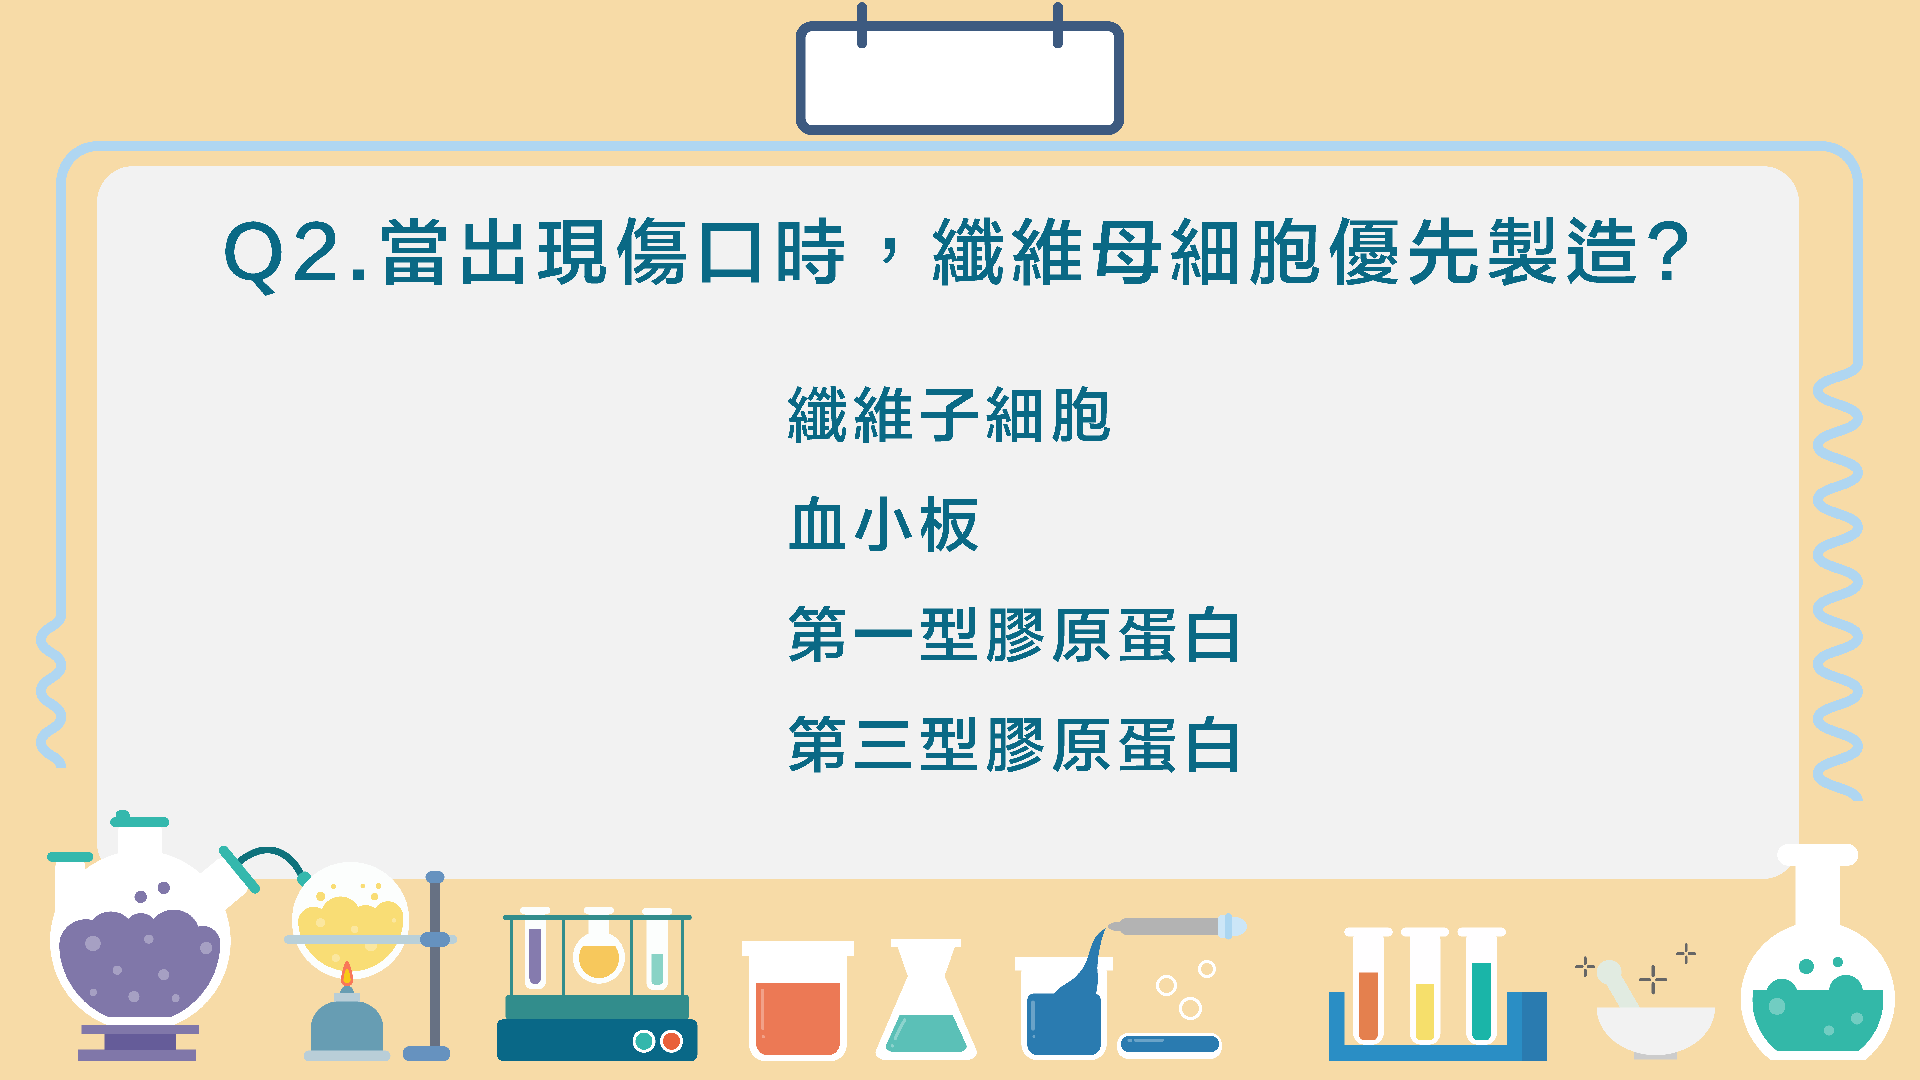 Q2.當出現傷口時，纖維母細胞優先製造?
纖維子細胞
血小板
第一型膠原蛋白
第三型膠原蛋白